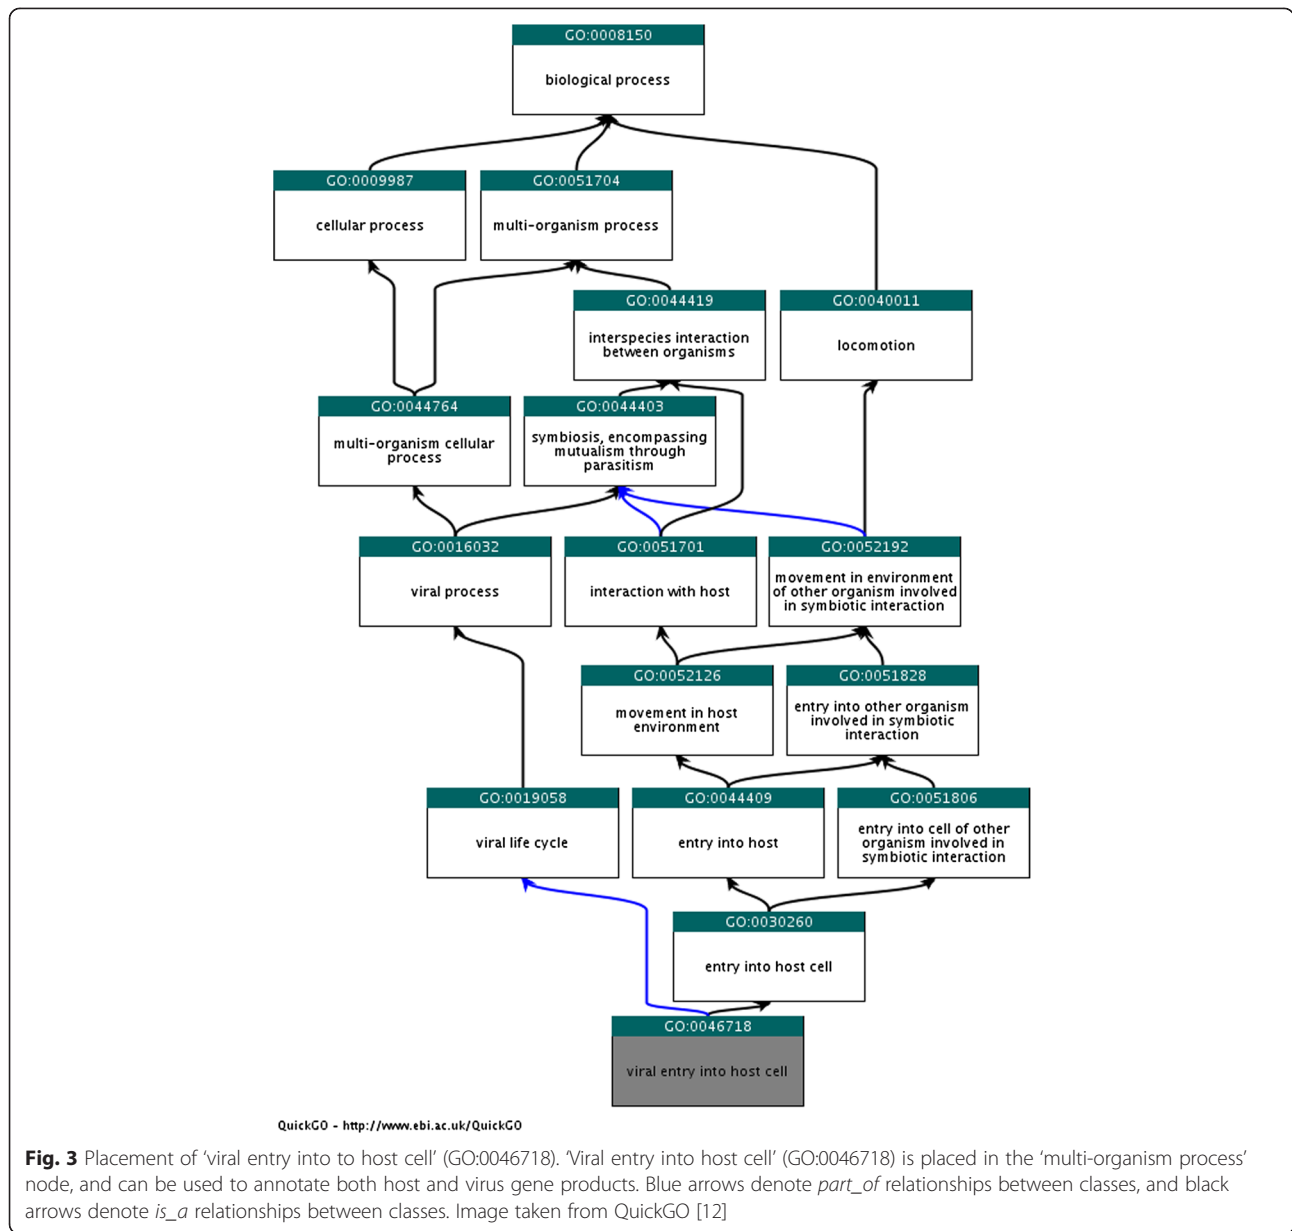 GO:0008150
biological process
GO:0009987
cellular process
GO:0051704
multi-organism process
GO:0044419
interspecies interaction
between organisms
GO:0040011
locomotion
GO:0044764
multi-organism cellular
process
GO:0044403
symbiosis, encompassing
mutualism through
parasitism
GO:0016032
viral process
GO:0051701
interaction with host
GO:0052192
movement in environment
of other organism involved
in symbiotic interaction
GO:0052126
movement in host
environment
GO:0051828
entry into other organism
involved in symbiotic
interaction
GO:0019058
viral life cycle
GO:0044409
entry into host
GO:0051806
entry into cell of other
organism involved in
symbiotic interaction
GO:0030260
entry into host cell
GO:0046718
viral entry into host cell
QuickGO - http://www.ebi.ac.uk/QuickGO
Fig. 3 Placement of ‘viral entry into to host cell’ (GO:0046718). ‘Viral entry into host cell’ (GO:0046718) is placed in the ‘multi-organism process’
node, and can be used to annotate both host and virus gene products. Blue arrows denote part_of relationships between classes, and black
arrows denote is_a relationships between classes. Image taken from QuickGO [12]